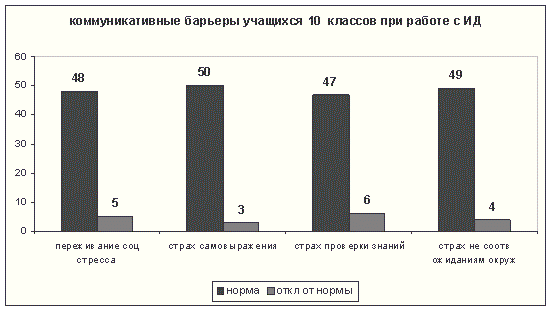 коммуникативные барьеры учащихся 10 классов при работе с ИД
60
50
40
30
20
10
0
48
5
50
3
47
6
49
4
переживание соц
стресса
страх самовыражения
страх проверки знаний
страх не соотв
ожиданиям окруж
норма
откл от нормы